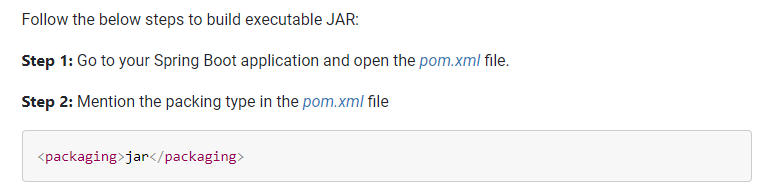 Follow the below steps to build executable JAR:
Step 1: Go to your Spring Boot application and open the pom.xml file.
Step 2: Mention the packing type in the pom.xml file
<packaging>jar</packaging>